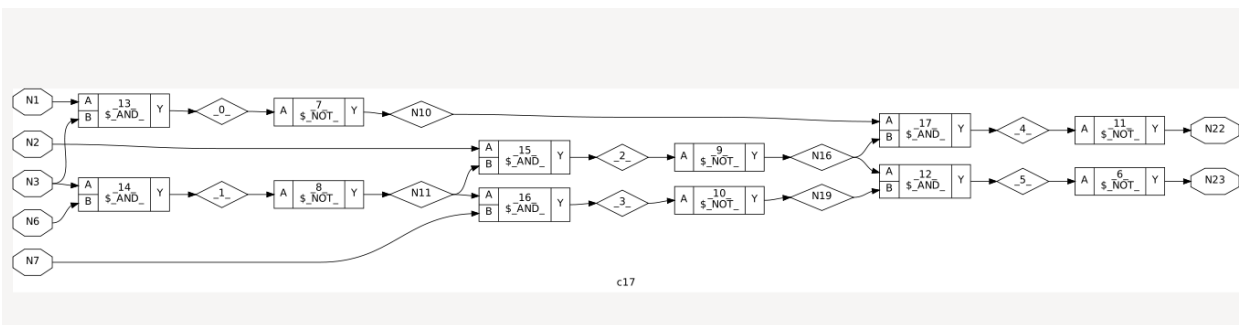 N1
A
B
_13_
$_AND_
Y
_0_
A
_7_
$_NOT_
Y
N10
N2
N3
A
B
_14_
$_AND_
Y
_1_
A
_8_
$_NOT_
Y
N11
N6
N7
A
B
_15_
$_AND_
Y
_2_
A
_9_
$_NOT_
Y
N16
A
B
_16_
$_AND_
Y
_3_
A
_10_
$_NOT_
Y
N19
A
B
_17_
$_AND_
Y
_4_
A
_11_
$_NOT_
Y
N22
A
B
_12_
$_AND_
Y
_5_
A
_6_
$_NOT_
Y
N23
c17